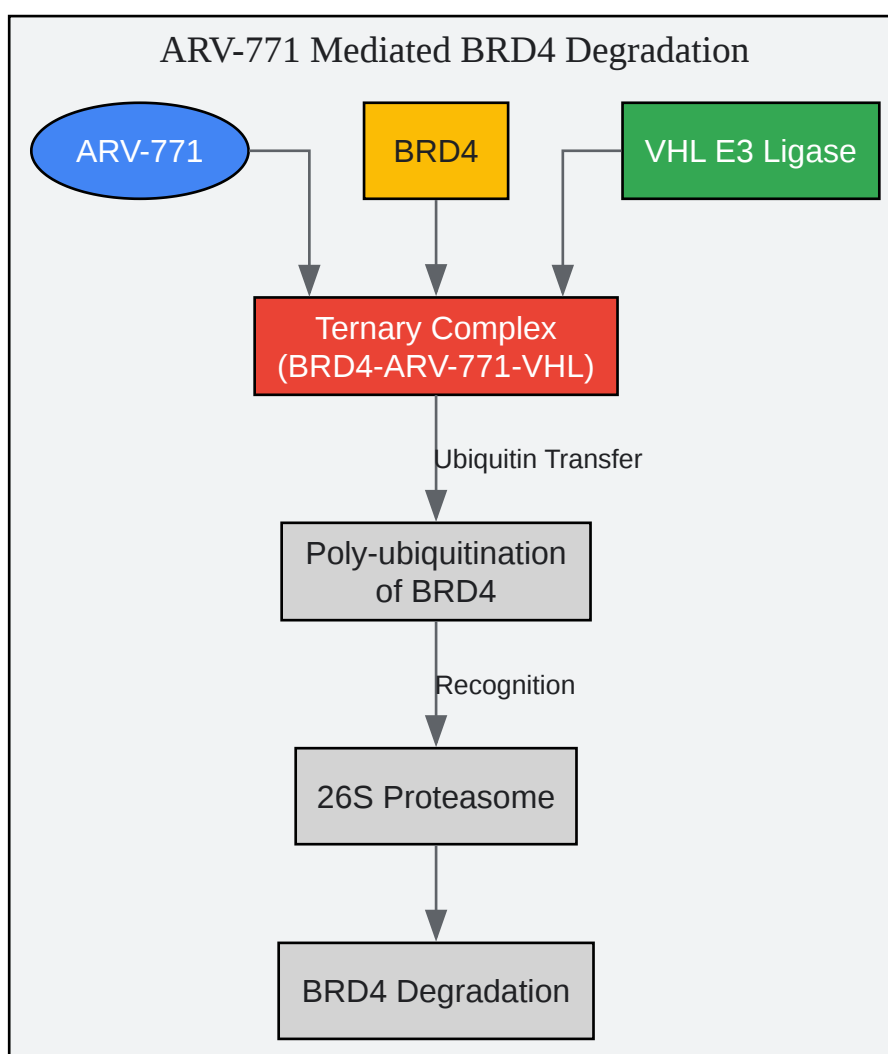 ARV-771 Mediated BRD4 Degradation
ARV-771
BRD4
VHL E3 Ligase
Ternary Complex
(BRD4-ARV-771-VHL)
Ubiquitin Transfer
Poly-ubiquitination
of BRD4
Recognition
26S Proteasome
BRD4 Degradation